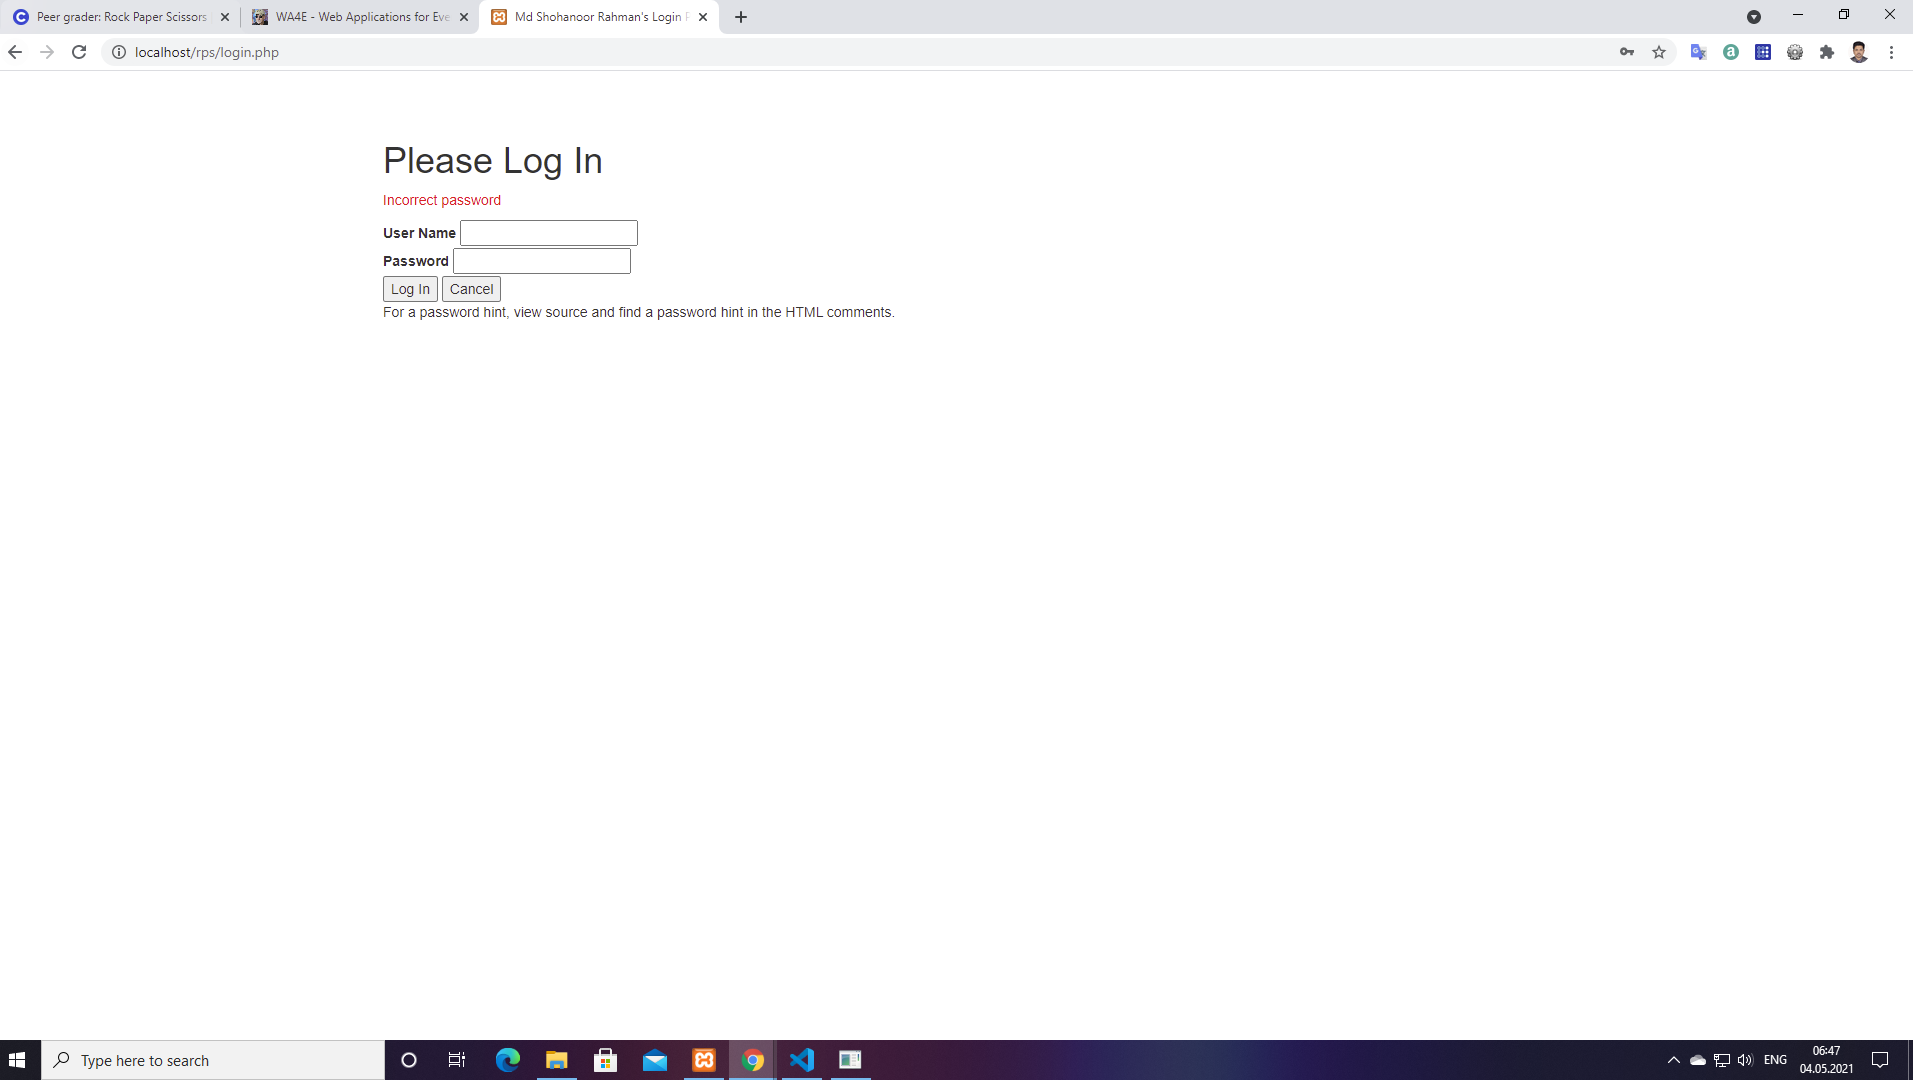 Peer grader: Rock Paper Scissors
WA4E - Web Applications for Eve
Md Shohanoor Rahman's Login P
localhost/rps/login.php
Please Log In
Incorrect password
User Name
Password
Log In Cancel
For a password hint, view source and find a password hint in the HTML comments.
Type here to search
ENG
06:47
04.05.2021